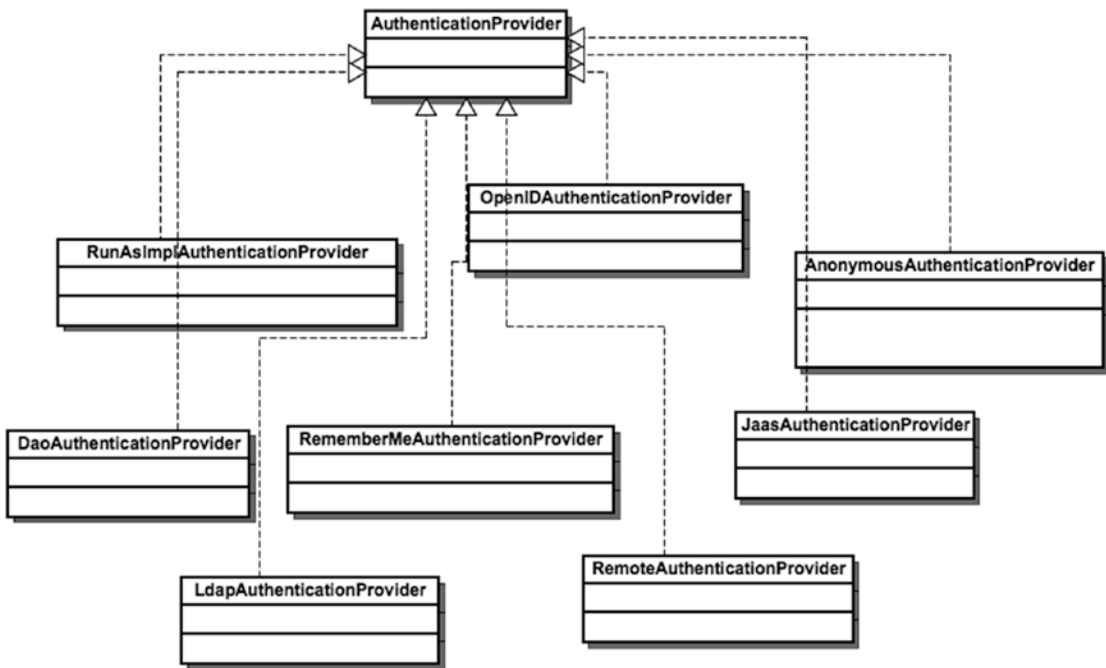 AuthenticationProvider
OpenIDAuthenticationProvider
RunAsImplAuthenticationProvider
AnonymousAuthenticationProvider
DaoAuthenticationProvider
RememberMeAuthenticationProvider
JaasAuthenticationProvider
LdapAuthenticationProvider
RemoteAuthenticationProvider